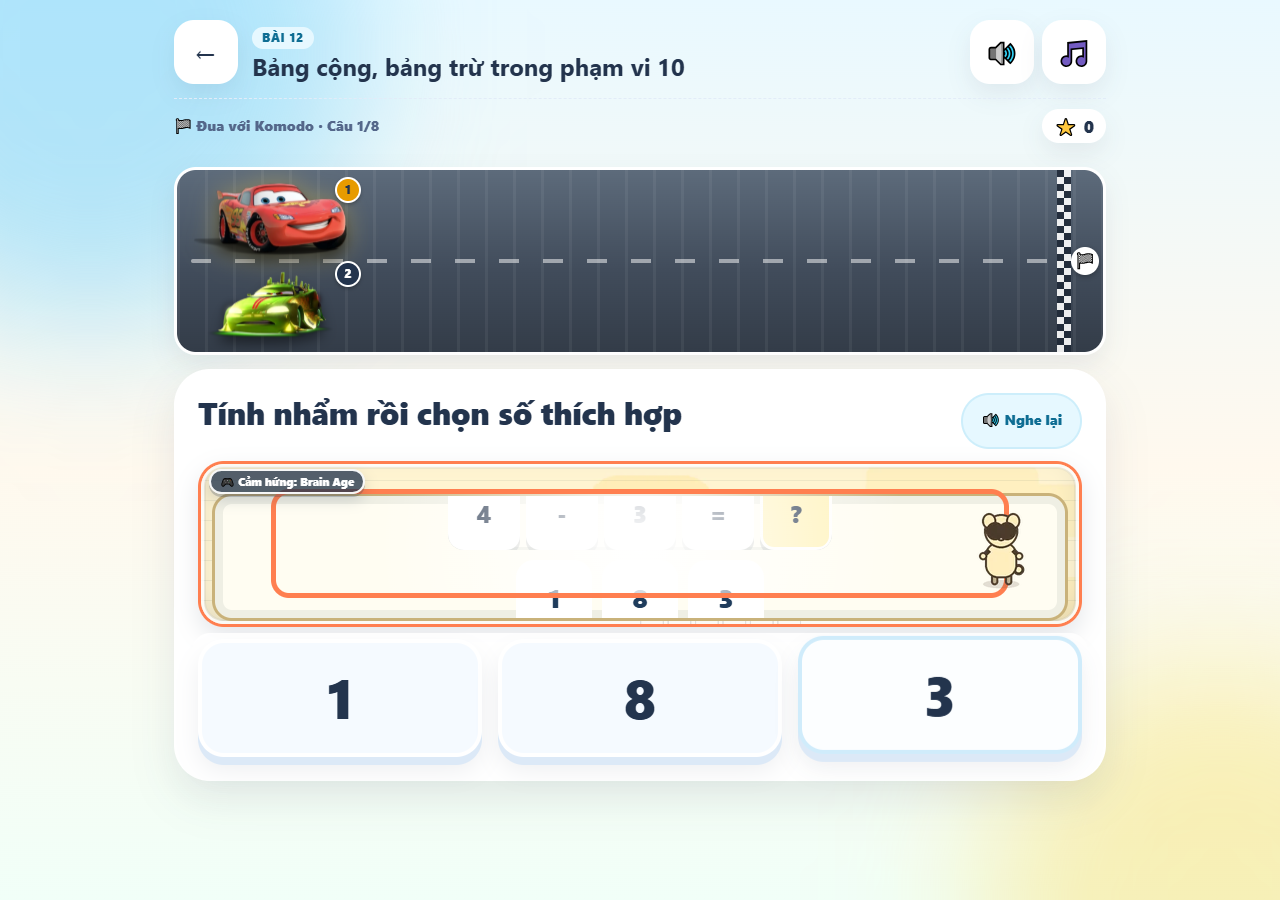 ←
BÀI 12
Bảng cộng, bảng trừ trong phạm vi 10
Đua với Komodo · Câu 1/8
0
1
2
Tính nhẩm rồi chọn số thích hợp
Nghe lại
Cảm hứng: Brain Age
4 - 3 = ?
1 8 3
1 8 3